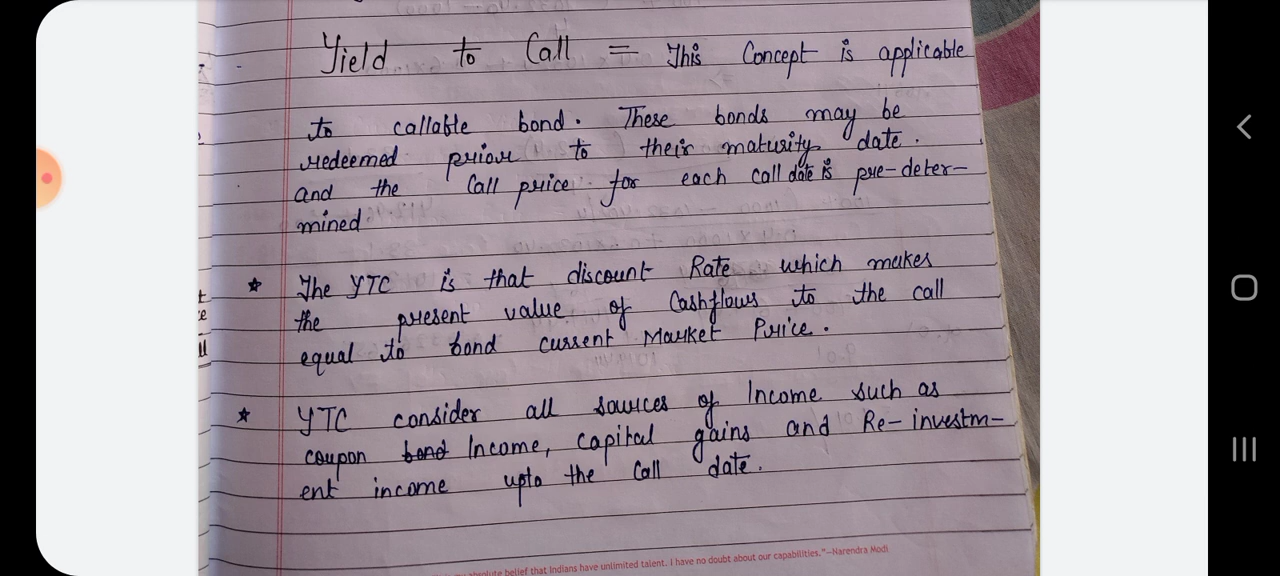 Yield to Call = This Concept is applicable
to callable bond. These bonds may be
redeemed prior to their maturity date.
and the Call price for each call date is pre-deter-
mined
* The YTC is that discount Rate which makes
the present value of Cashflows to the call
equal to bond current Market Price.
* YTC consider all sources of Income such as
coupon bond Income, capital gains and Re-investm-
ent income upto the Call date.
absolute belief that Indians have unlimited talent. I have no doubt about our capabilities."–Narendra Modi